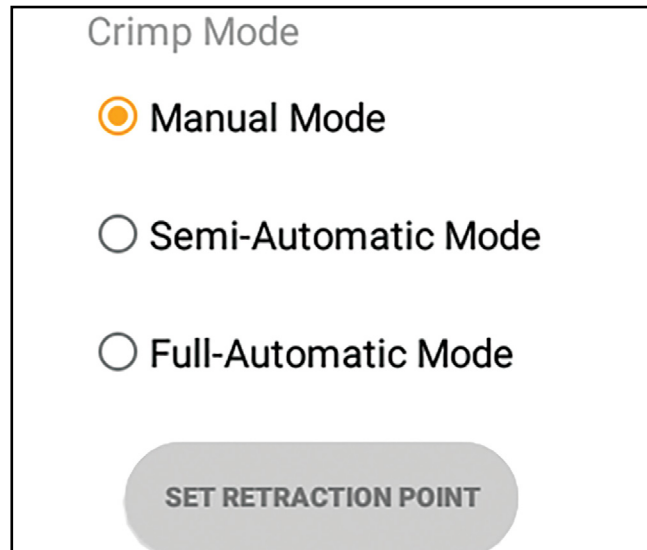 Crimp Mode
Manual Mode
Semi-Automatic Mode
Full-Automatic Mode
SET RETRACTION POINT